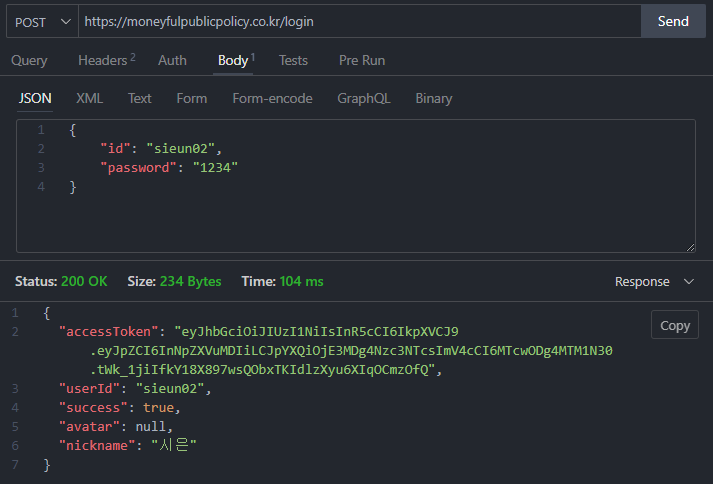 POST https://moneyfulpublicpolicy.co.kr/login Send
Query Headers 2 Auth Body 1 Tests Pre Run
JSON XML Text Form Form-encode GraphQL Binary
1 {
2 "id": "sieun02",
3 "password": "1234"
4 }
Status: 200 OK Size: 234 Bytes Time: 104 ms Response
1 {
2 "accessToken": "eyJhbGciOiJIUzI1NiIsInR5cCI6IkpXVCJ9
.eyJpZCI6InNpZXVuMDIiLCJpYXQiOjE3MDg4Nzc3NTcsImV4cCI6MTcwODg4MTM1N30
.tWk_1jiIfkY18X897wsQObxTKIdlzXyu6XIqOCmzOfQ",
3 "userId": "sieun02",
4 "success": true,
5 "avatar": null,
6 "nickname": "시은"
7 }
Copy